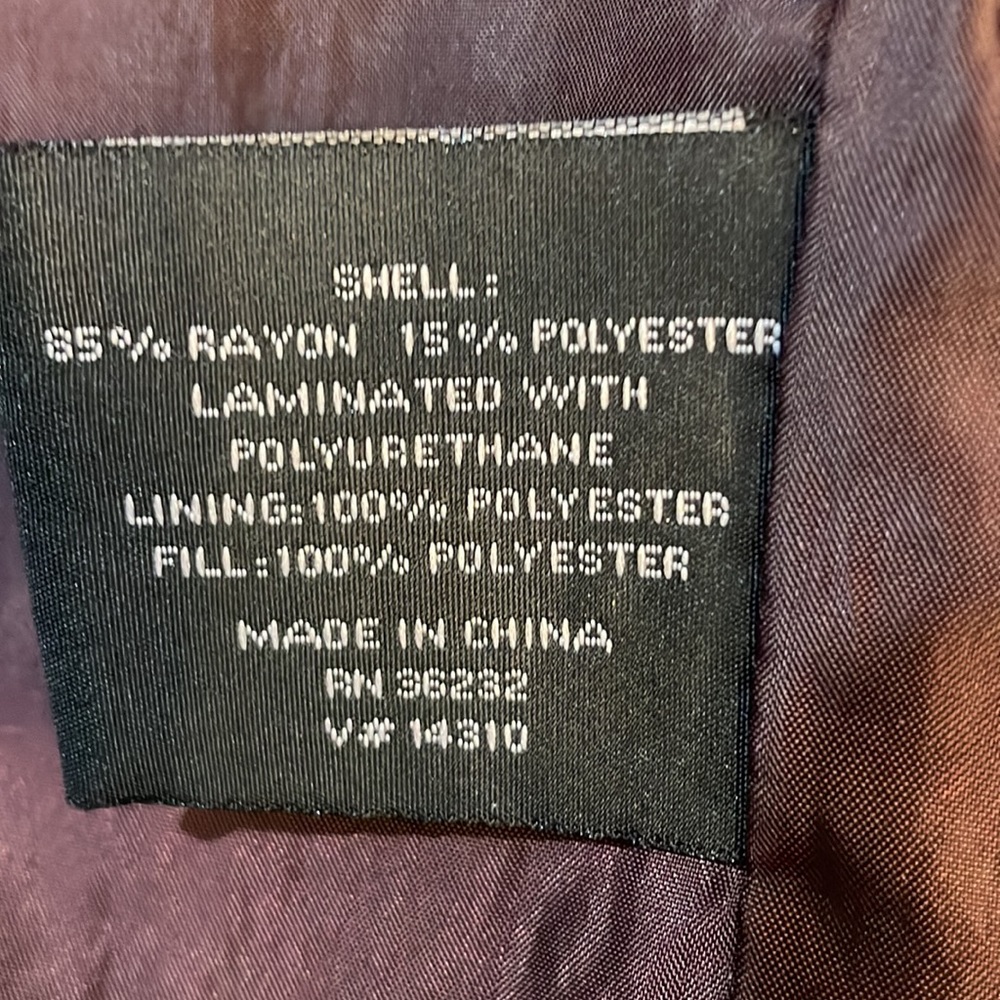 SHELL:
85% RAYON 15% POLYESTER
LAMINATED WITH
POLYURETHANE
LINING:100% POLYESTER
FILL:100% POLYESTER
MADE IN CHINA
RN 36232
V# 14310